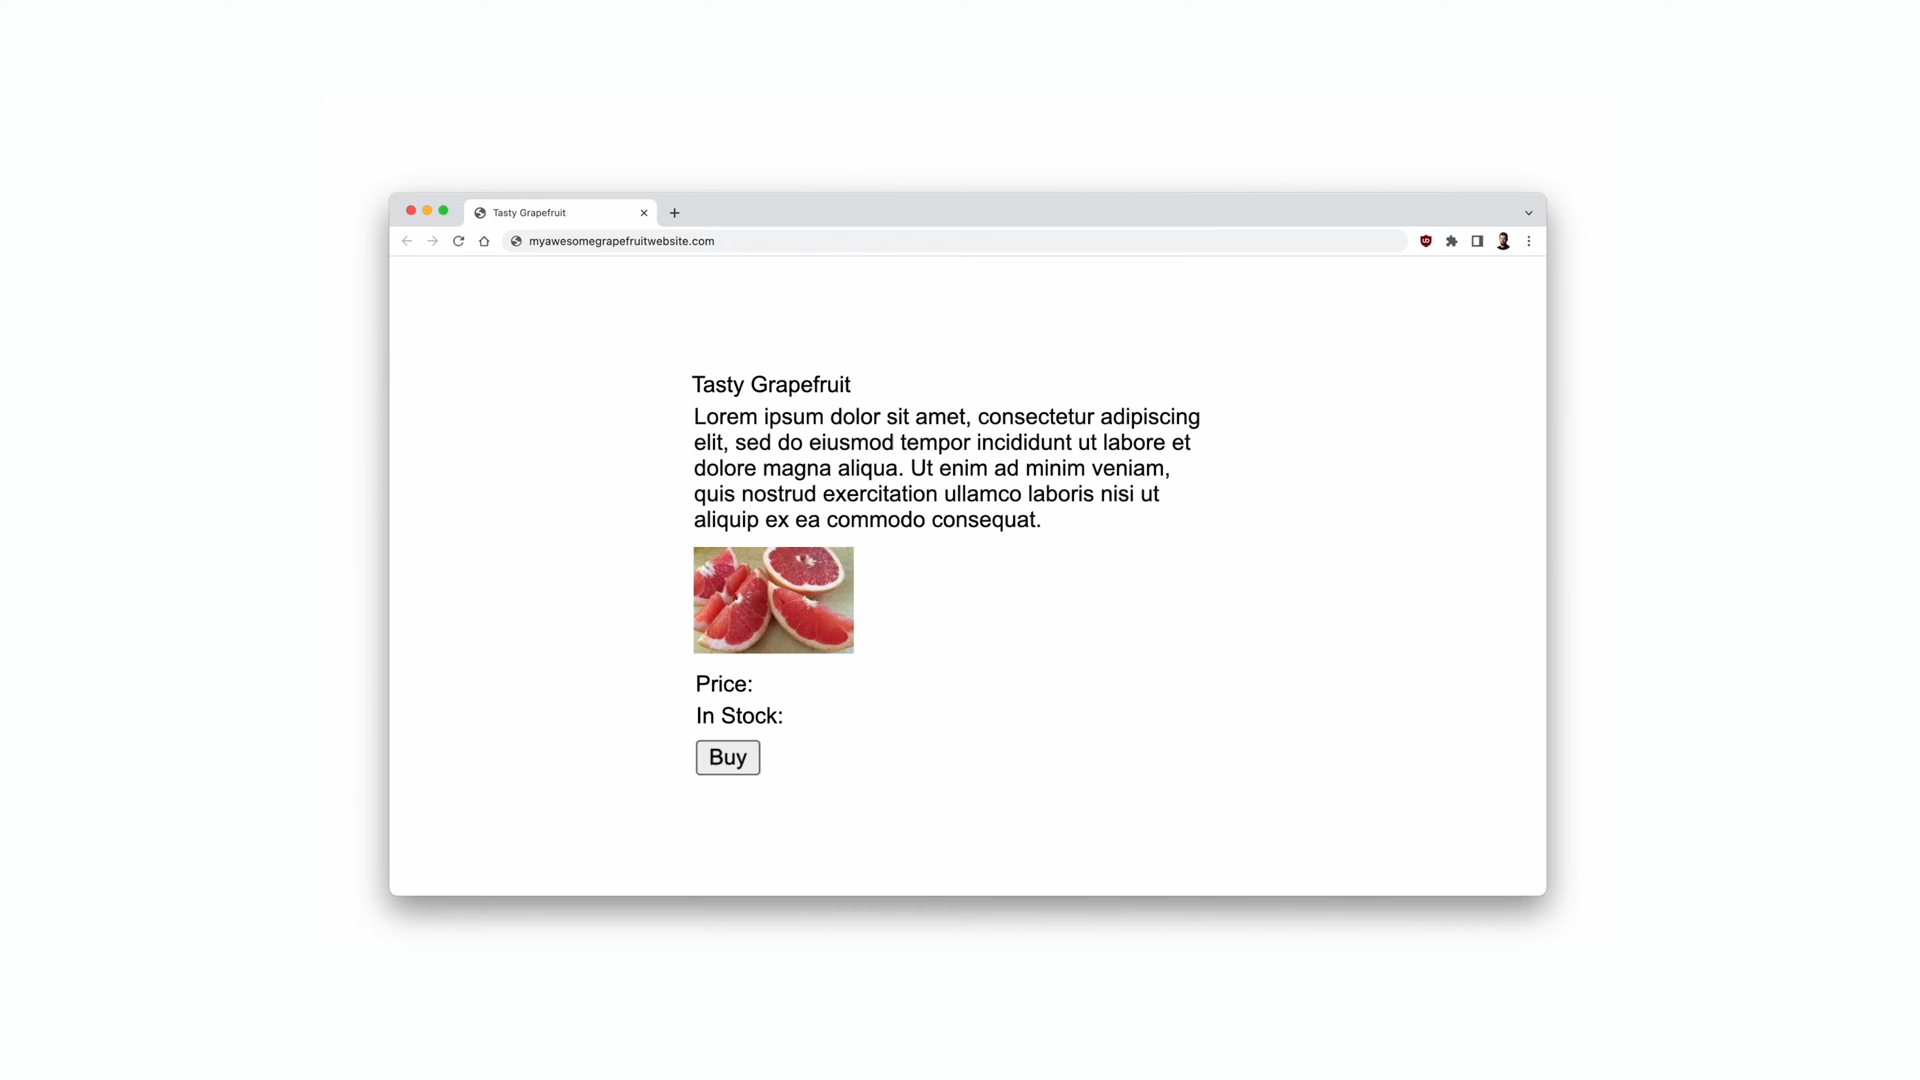 Tasty Grapefruit
myawesomegrapefruitwebsite.com
Tasty Grapefruit
Lorem ipsum dolor sit amet, consectetur adipiscing
elit, sed do eiusmod tempor incididunt ut labore et
dolore magna aliqua. Ut enim ad minim veniam,
quis nostrud exercitation ullamco laboris nisi ut
aliquip ex ea commodo consequat.
Price:
In Stock:
Buy